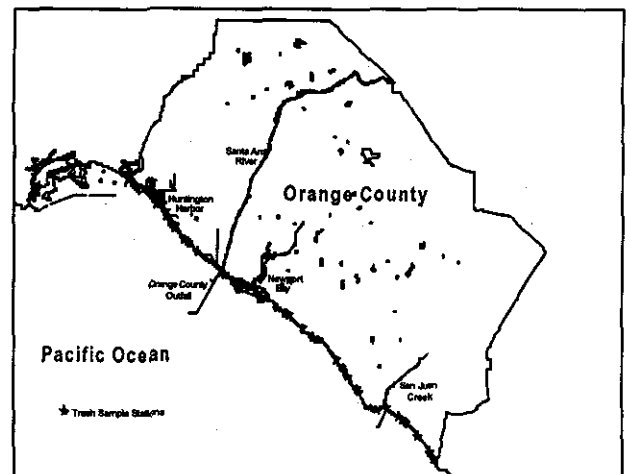 Santa Ana
River
Orange County
Huntington
Harbor
Orange County
Outfall
Newport
Bay
Pacific Ocean
San Juan
Creek
Trash Sample Stations